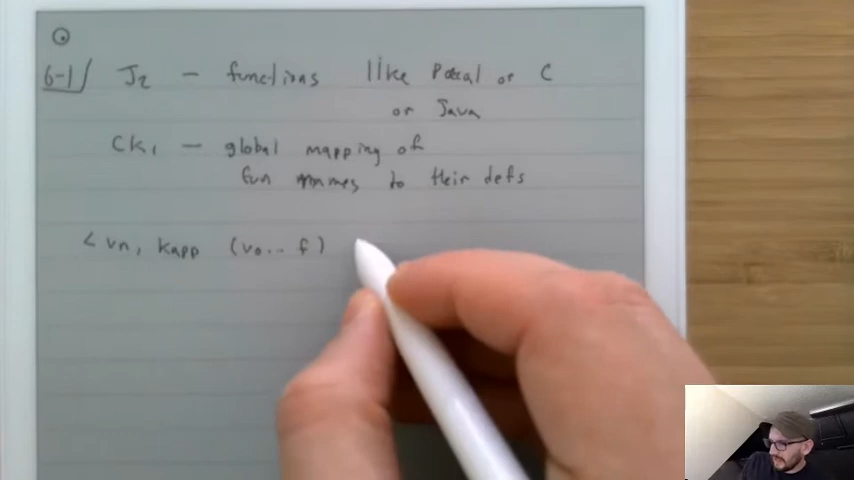 6-1/ J2 - functions like Pascal or C
or Java
CK1 - global mapping of
fun names to their defs
< vn, kapp (v0... f)